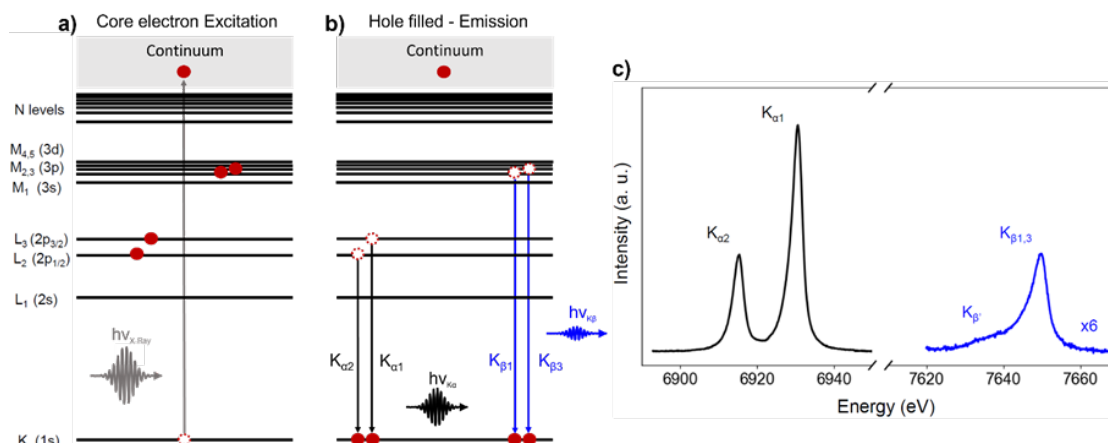 a) Core electron Excitation
Continuum
N levels
M4,5 (3d)
M2,3 (3p)
M1 (3s)
L3 (2p3/2)
L2 (2p1/2)
L1 (2s)
hνX-Ray
K (1s)
b) Hole filled - Emission
Continuum
hνKβ
Kα2
Kα1
Kβ1
Kβ3
hνKα
c)
Intensity (a. u.)
Kα1
Kα2
Kβ1,3
Kβ'
x6
6900 6920 6940 7620 7640 7660
Energy (eV)